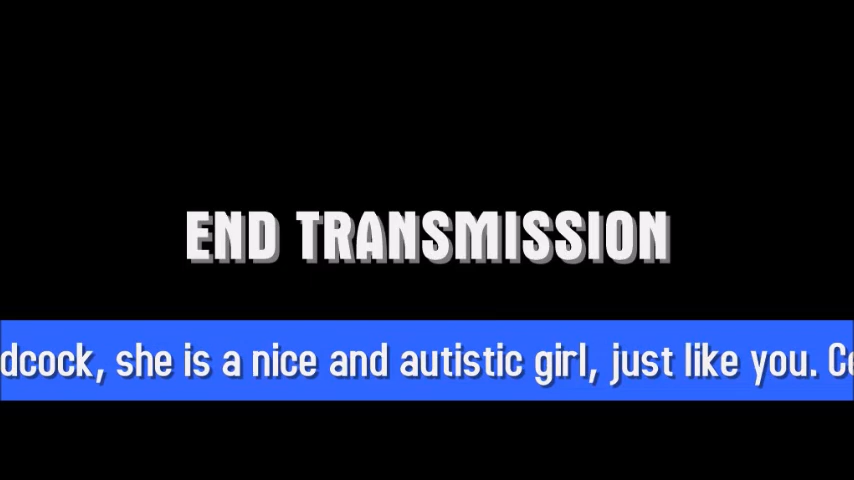 END TRANSMISSION
dcock, she is a nice and autistic girl, just like you. C